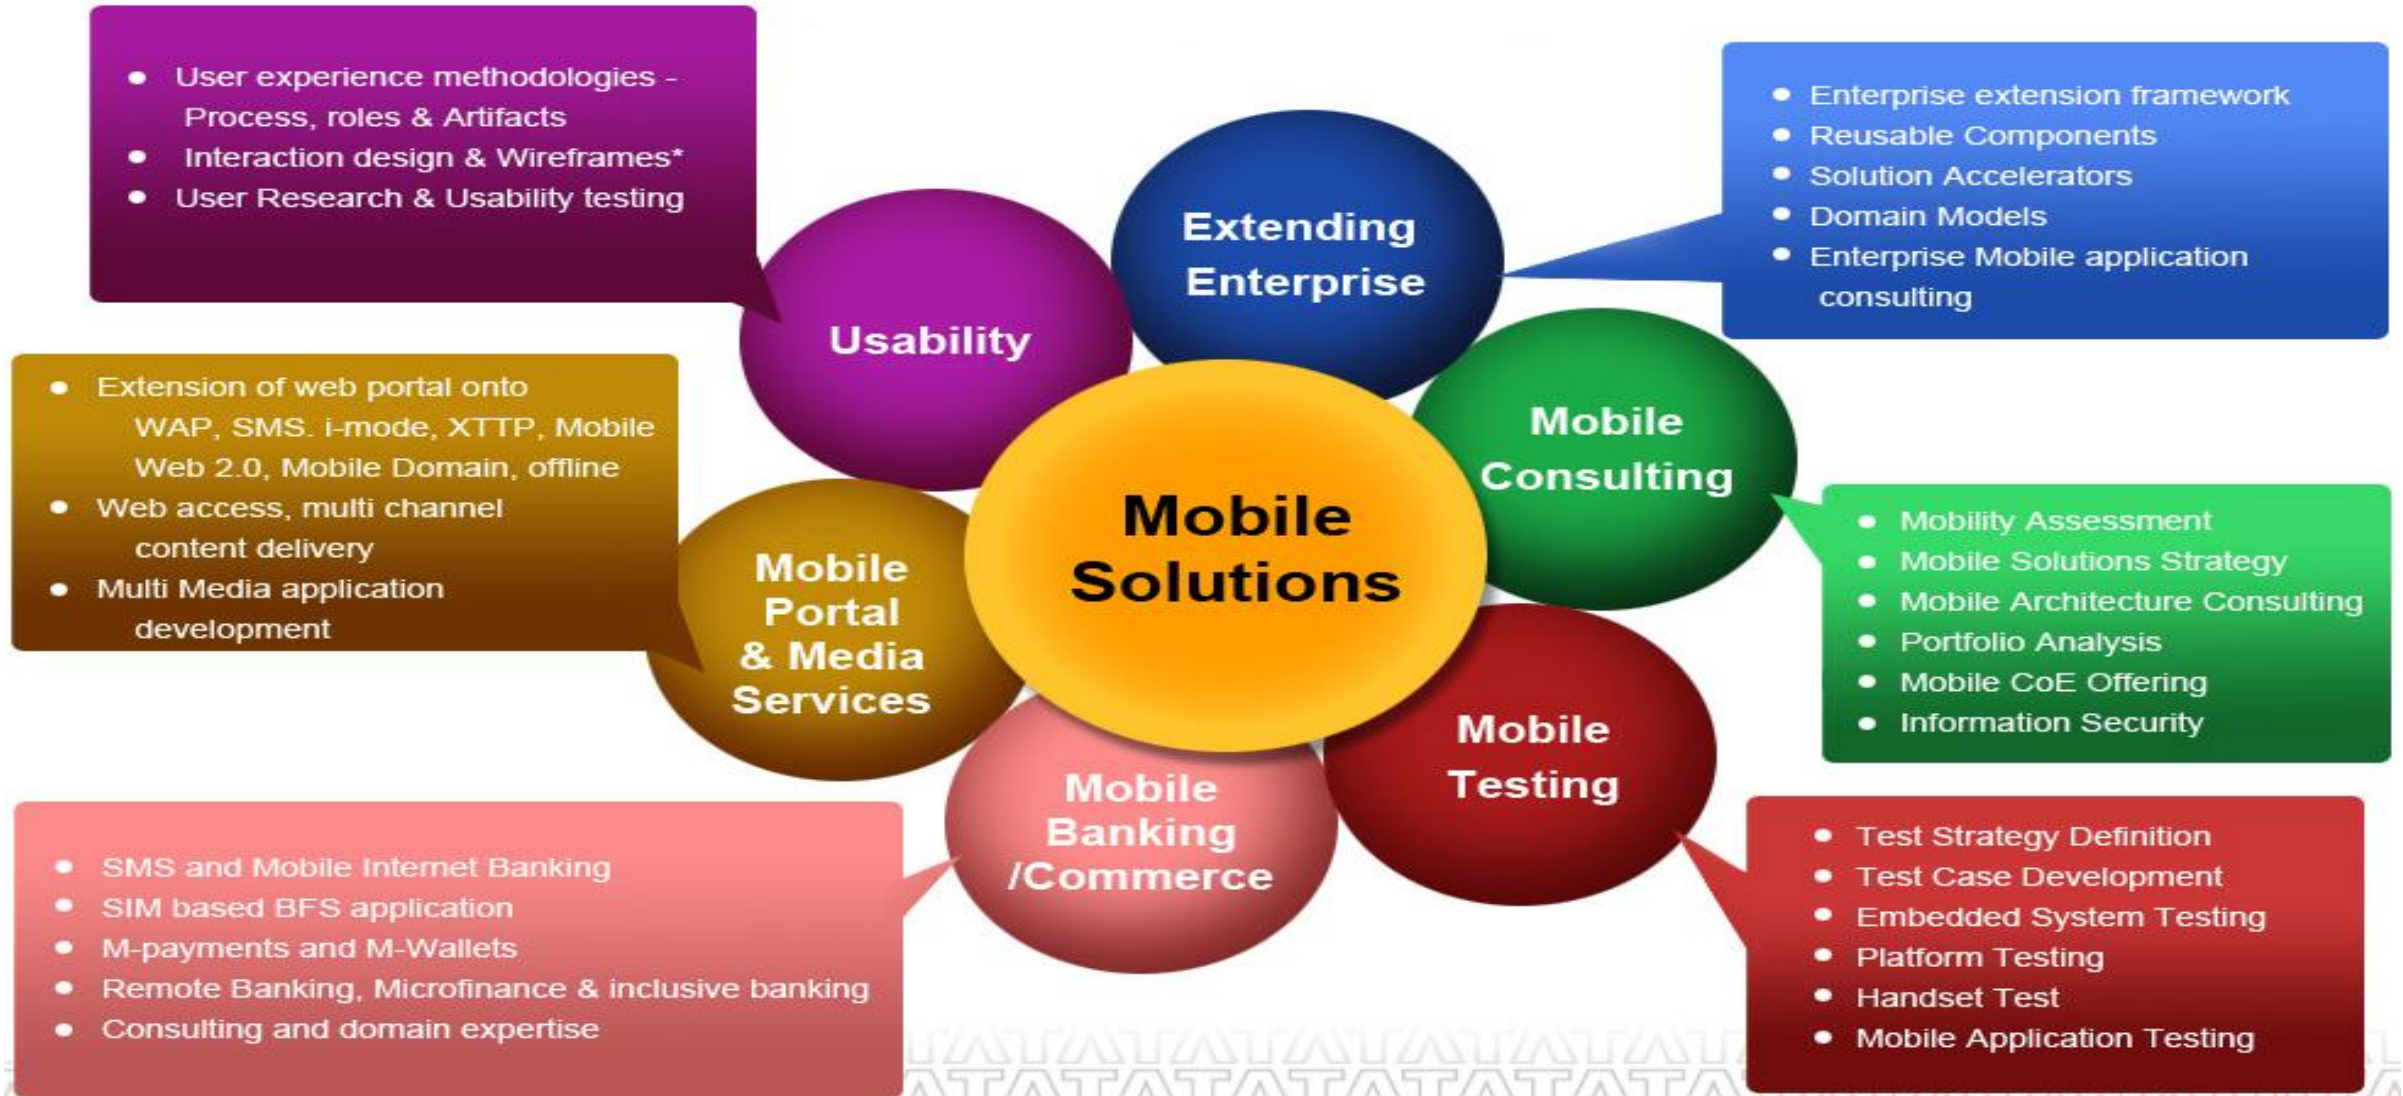 • User experience methodologies -
Process, roles & Artifacts
• Interaction design & Wireframes*
• User Research & Usability testing
• Enterprise extension framework
• Reusable Components
• Solution Accelerators
• Domain Models
• Enterprise Mobile application
consulting
Extending
Enterprise
Usability
• Extension of web portal onto
WAP, SMS. i-mode, XTTP, Mobile
Web 2.0, Mobile Domain, offline
• Web access, multi channel
content delivery
• Multi Media application
development
Mobile
Consulting
Mobile
Solutions
• Mobility Assessment
• Mobile Solutions Strategy
• Mobile Architecture Consulting
• Portfolio Analysis
• Mobile CoE Offering
• Information Security
Mobile
Portal
& Media
Services
Mobile
Testing
Mobile
Banking
/Commerce
• SMS and Mobile Internet Banking
• SIM based BFS application
• M-payments and M-Wallets
• Remote Banking, Microfinance & inclusive banking
• Consulting and domain expertise
• Test Strategy Definition
• Test Case Development
• Embedded System Testing
• Platform Testing
• Handset Test
• Mobile Application Testing
TATATATATATATATATATA
TATATATATATATATATATA